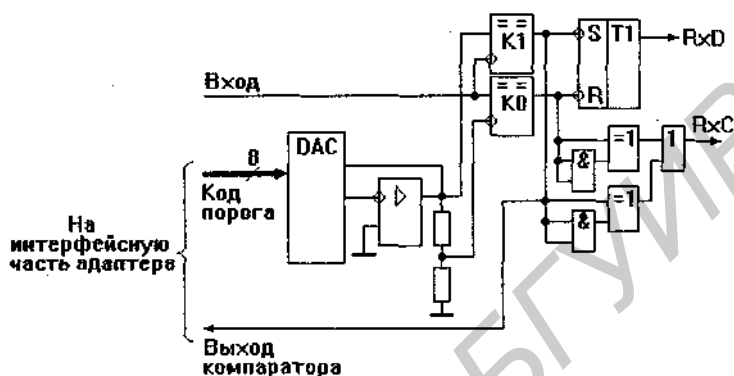 ==
K1
S T1
RxD
Вход
==
K0
R
RxC
=1
1
&
DAC
8
Код
порога
▷
=1
&
На
интерфейсную
часть адаптера
Выход
компаратора
БГУИР